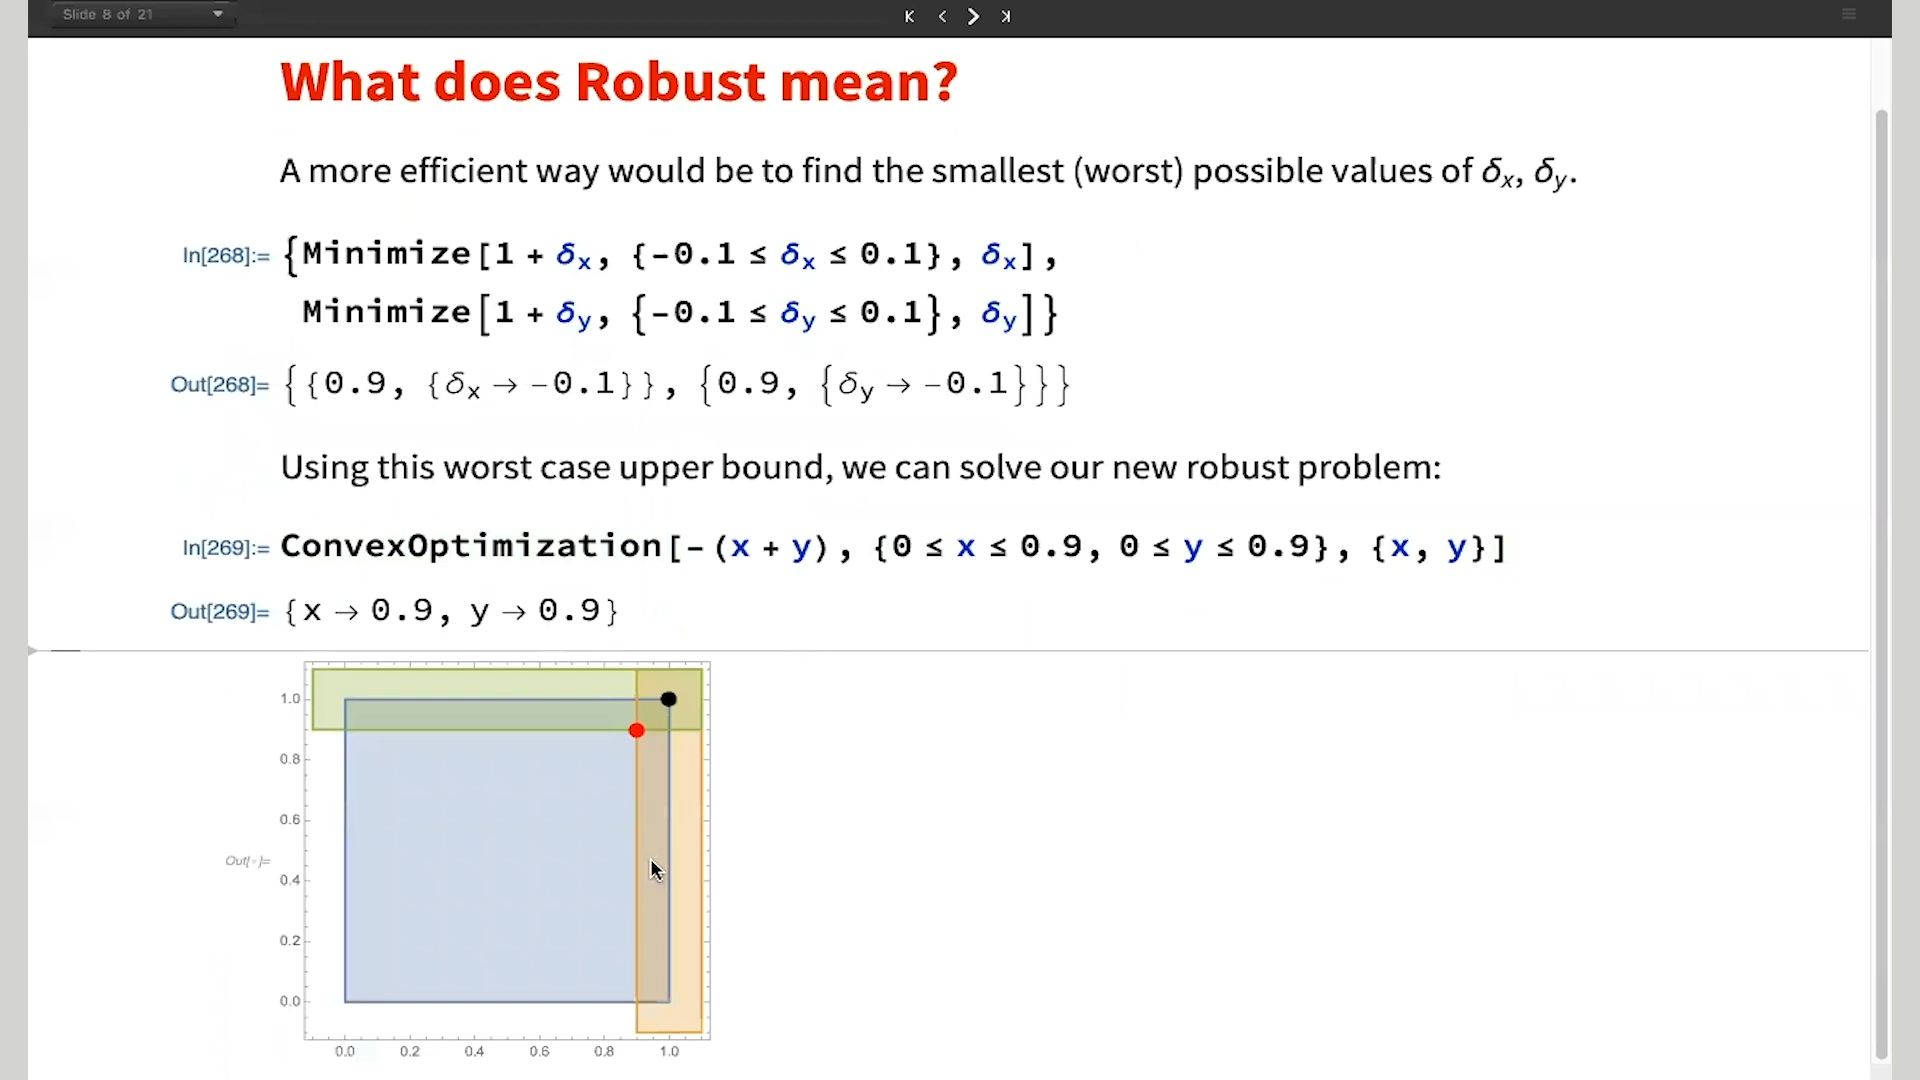 Slide 8 of 21
What does Robust mean?
A more efficient way would be to find the smallest (worst) possible values of δx, δy.
In[268]:= {Minimize[1 + δx, {-0.1 ≤ δx ≤ 0.1}, δx],
Minimize[1 + δy, {-0.1 ≤ δy ≤ 0.1}, δy]}
Out[268]= {{0.9, {δx → -0.1}}, {0.9, {δy → -0.1}}}
Using this worst case upper bound, we can solve our new robust problem:
In[269]:= ConvexOptimization[-(x + y), {0 ≤ x ≤ 0.9, 0 ≤ y ≤ 0.9}, {x, y}]
Out[269]= {x → 0.9, y → 0.9}
1.0
0.8
0.6
Out[◦]=
0.4
0.2
0.0
0.0 0.2 0.4 0.6 0.8 1.0